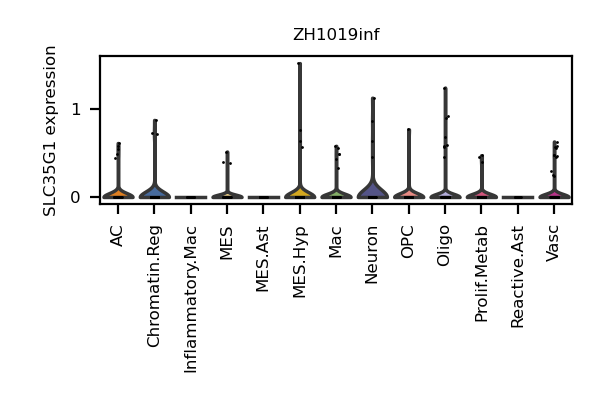 ZH1019inf
SLC35G1 expression
1
0
AC
Chromatin.Reg
Inflammatory.Mac
MES
MES.Ast
MES.Hyp
Mac
Neuron
OPC
Oligo
Prolif.Metab
Reactive.Ast
Vasc